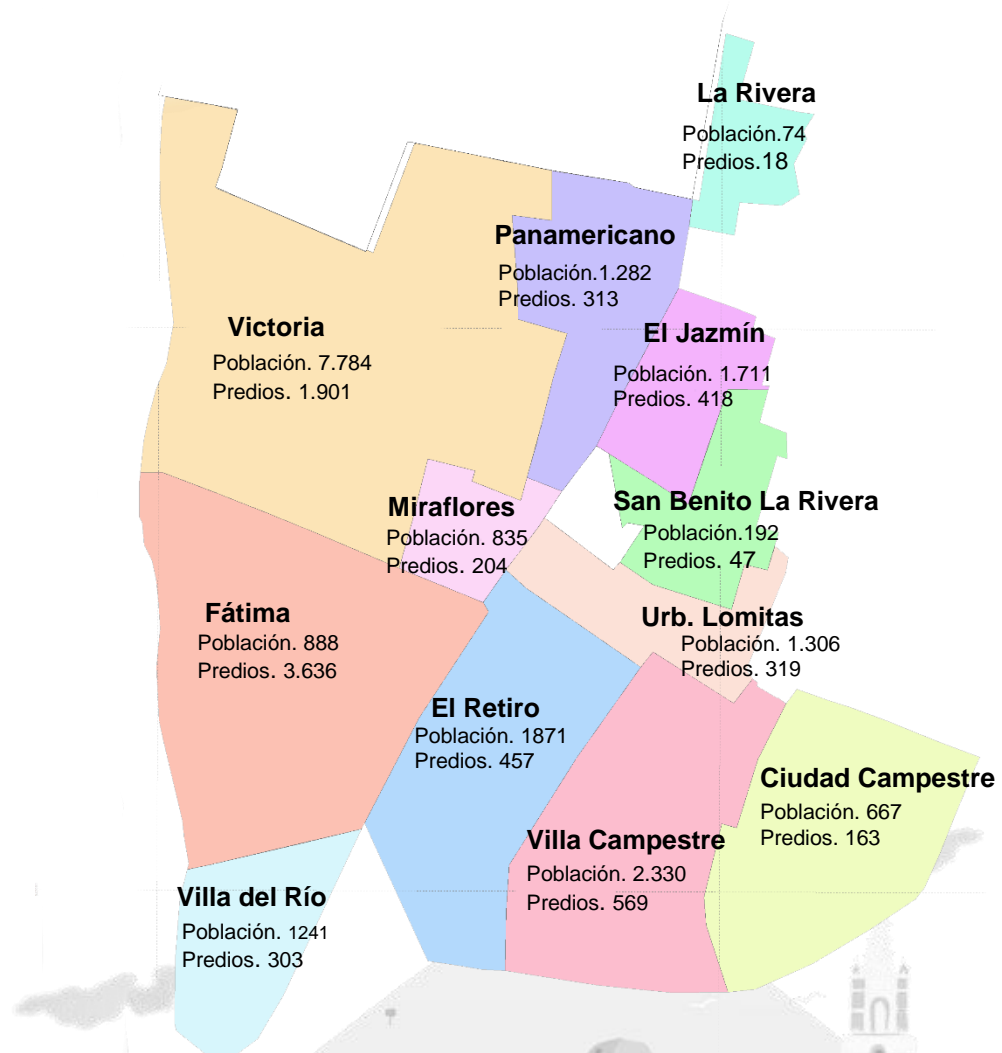 La Rivera
Población.74
Predios.18
Panamericano
Población.1.282
Predios. 313
Victoria
Población. 7.784
Predios. 1.901
El Jazmín
Población. 1.711
Predios. 418
Miraflores
Población. 835
Predios. 204
San Benito La Rivera
Población.192
Predios. 47
Fátima
Población. 888
Predios. 3.636
Urb. Lomitas
Población. 1.306
Predios. 319
El Retiro
Población. 1871
Predios. 457
Ciudad Campestre
Población. 667
Predios. 163
Villa Campestre
Población. 2.330
Predios. 569
Villa del Río
Población. 1241
Predios. 303